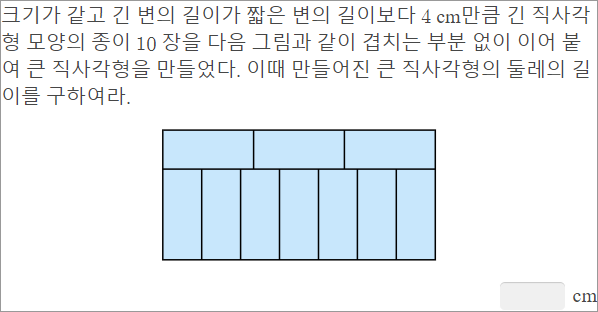 크기가 같고 긴 변의 길이가 짧은 변의 길이보다 4 cm만큼 긴 직사각
형 모양의 종이 10 장을 다음 그림과 같이 겹치는 부분 없이 이어 붙
여 큰 직사각형을 만들었다. 이때 만들어진 큰 직사각형의 둘레의 길
이를 구하여라.
cm